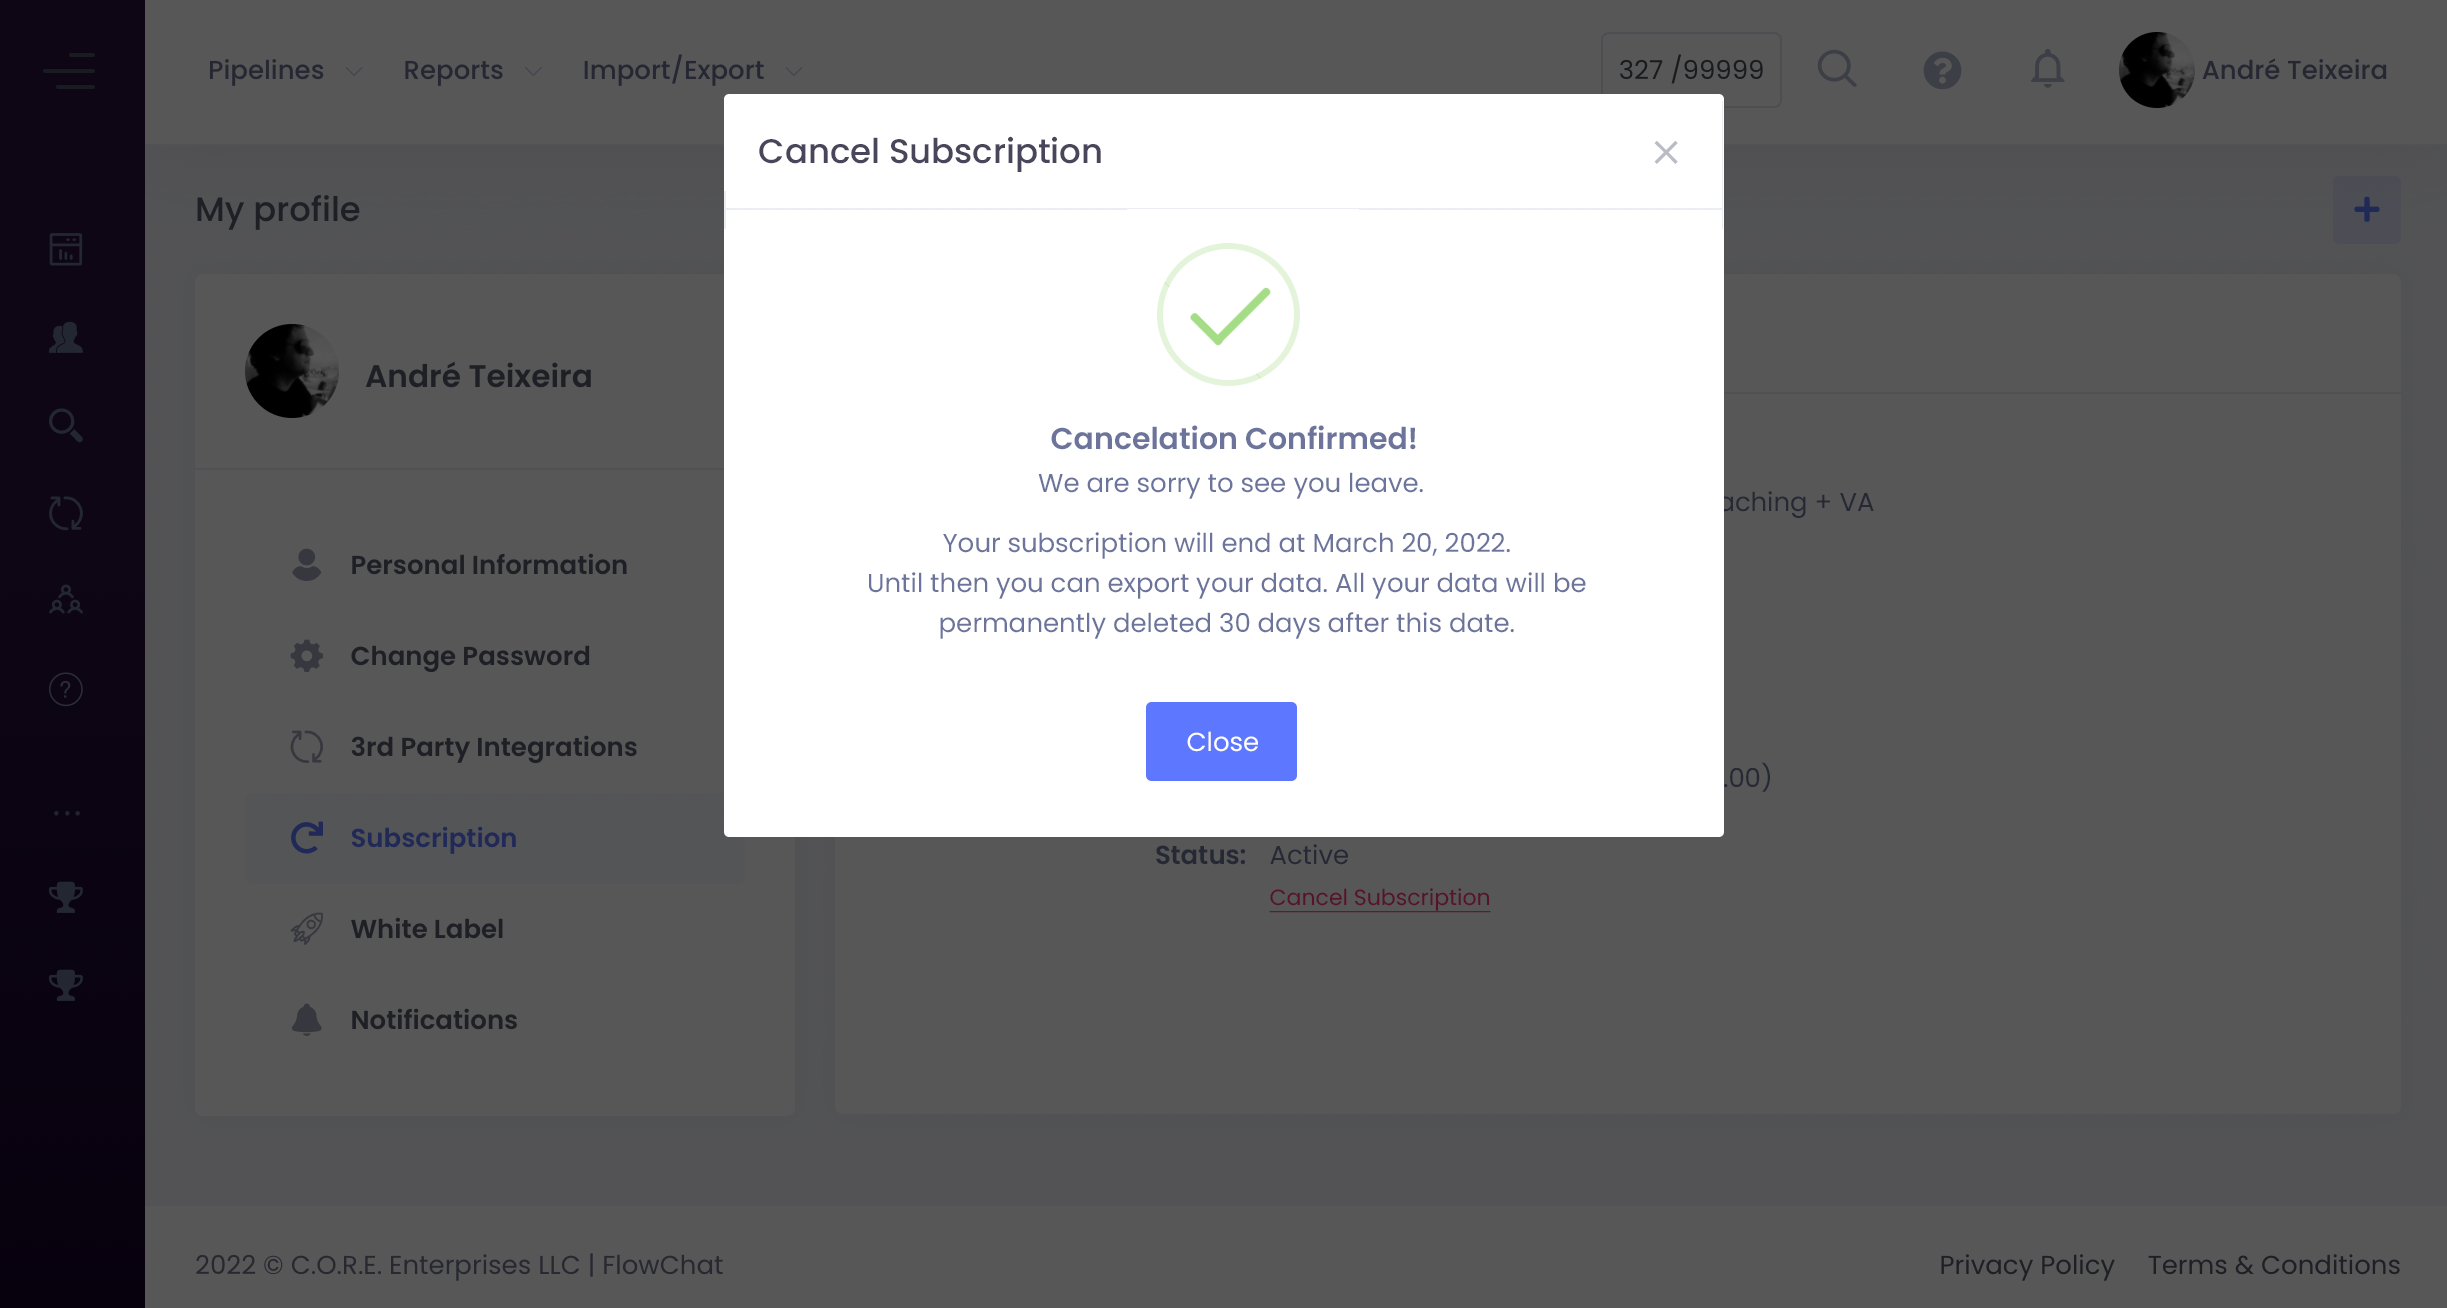 Pipelines Reports Import/Export 327 /99999 André Teixeira
Cancel Subscription
My profile
André Teixeira
Cancelation Confirmed!
We are sorry to see you leave.
Your subscription will end at March 20, 2022.
Until then you can export your data. All your data will be
permanently deleted 30 days after this date.
Close
Personal Information
Change Password
3rd Party Integrations
Subscription
White Label
Notifications
+ VA
.00)
Status: Active
Cancel Subscription
2022 © C.O.R.E. Enterprises LLC | FlowChat
Privacy Policy Terms & Conditions